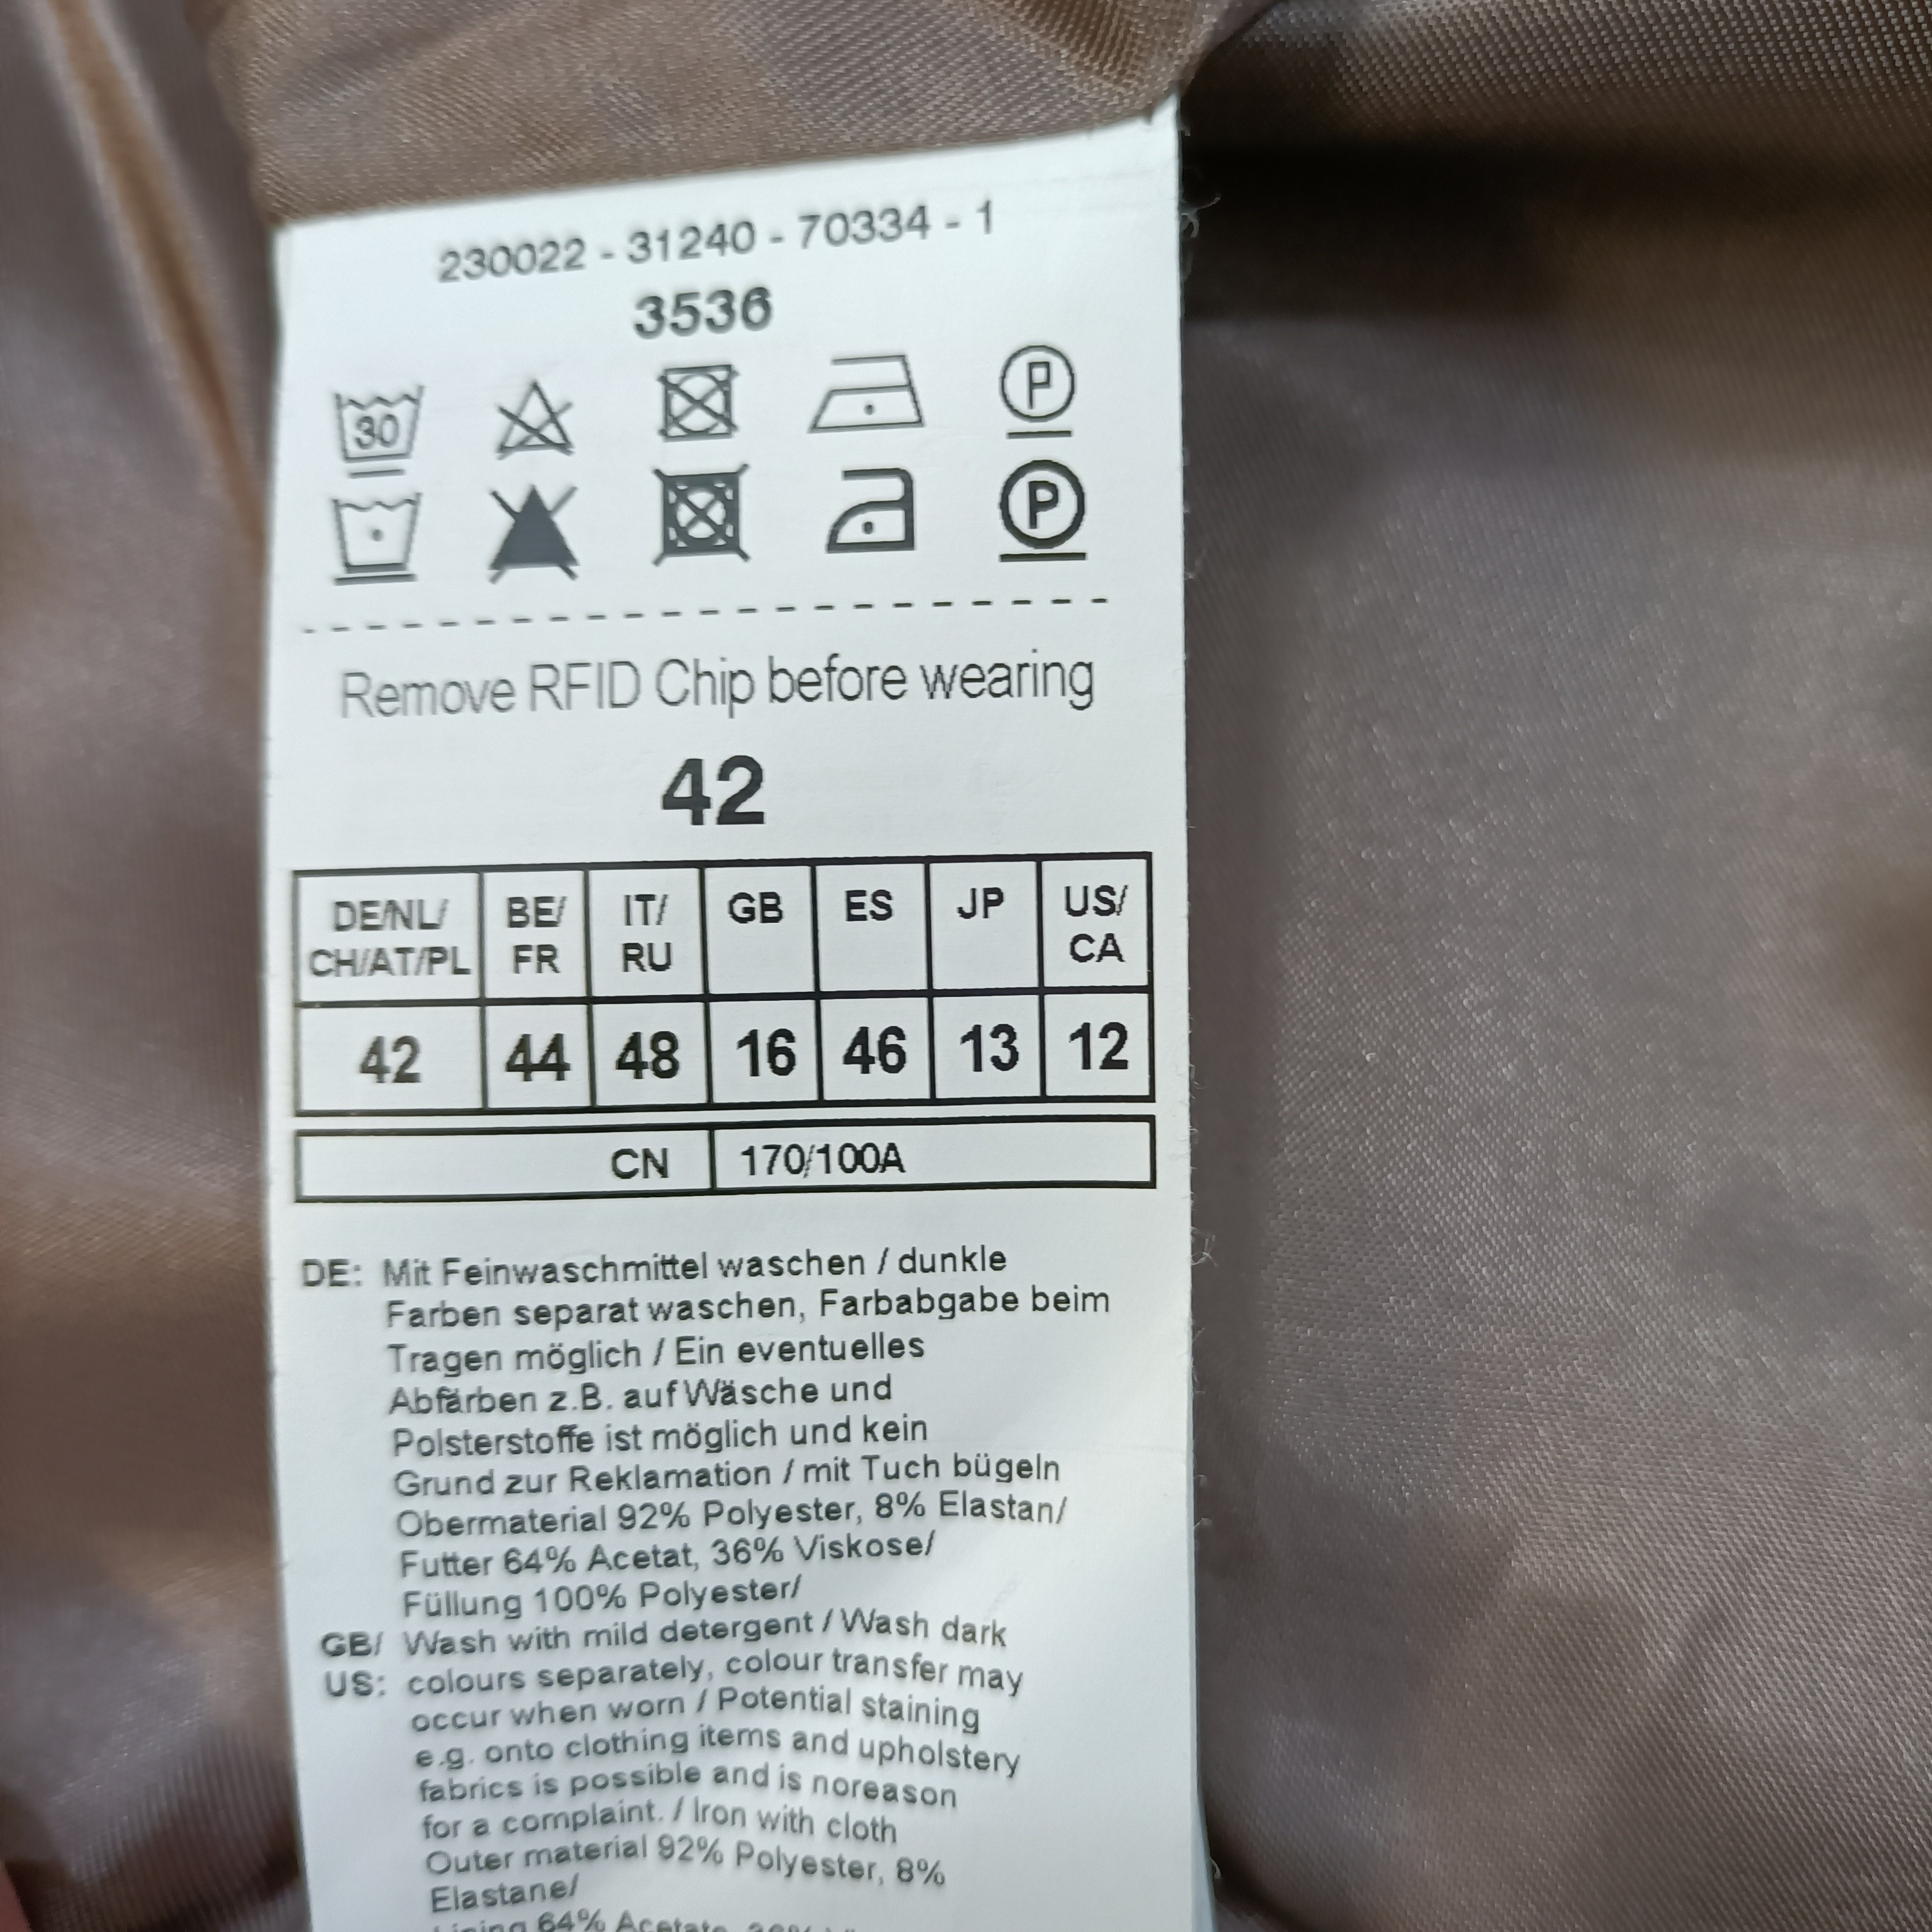 230022 - 31240 - 70334 - 1
3536
30 P
P
Remove RFID Chip before wearing
42
DE/NL/ BE/ IT/ GB ES JP US/
CH/AT/PL FR RU CA
42 44 48 16 46 13 12
CN 170/100A
DE: Mit Feinwaschmittel waschen / dunkle
Farben separat waschen, Farbabgabe beim
Tragen möglich / Ein eventuelles
Abfärben z.B. auf Wäsche und
Polsterstoffe ist möglich und kein
Grund zur Reklamation / mit Tuch bügeln
Obermaterial 92% Polyester, 8% Elastan/
Futter 64% Acetat, 36% Viskose/
Füllung 100% Polyester/
GB/ Wash with mild detergent / Wash dark
US: colours separately, colour transfer may
occur when worn / Potential staining
e.g. onto clothing items and upholstery
fabrics is possible and is noreason
for a complaint. / Iron with cloth
Outer material 92% Polyester, 8%
Elastane/
Lining 64% Acetate, 36%